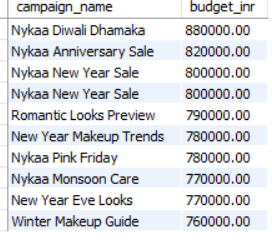 campaign_name budget_inr
Nykaa Diwali Dhamaka 880000.00
Nykaa Anniversary Sale 820000.00
Nykaa New Year Sale 800000.00
Nykaa New Year Sale 800000.00
Romantic Looks Preview 790000.00
New Year Makeup Trends 780000.00
Nykaa Pink Friday 780000.00
Nykaa Monsoon Care 770000.00
New Year Eve Looks 770000.00
Winter Makeup Guide 760000.00